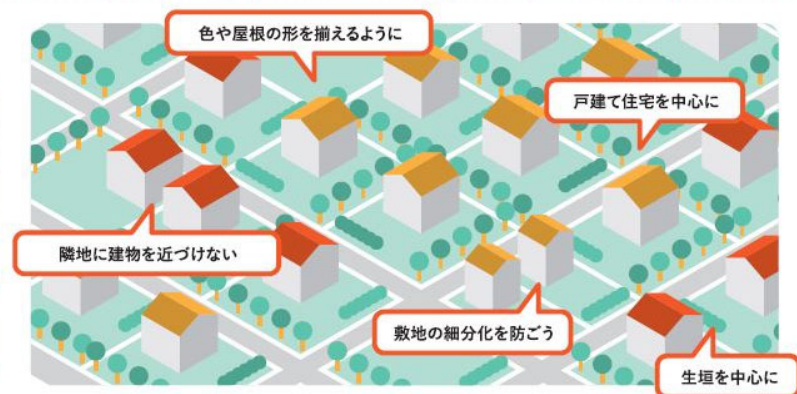 色や屋根の形を揃えるように
戸建て住宅を中心に
隣地に建物を近づけない
敷地の細分化を防ごう
生垣を中心に